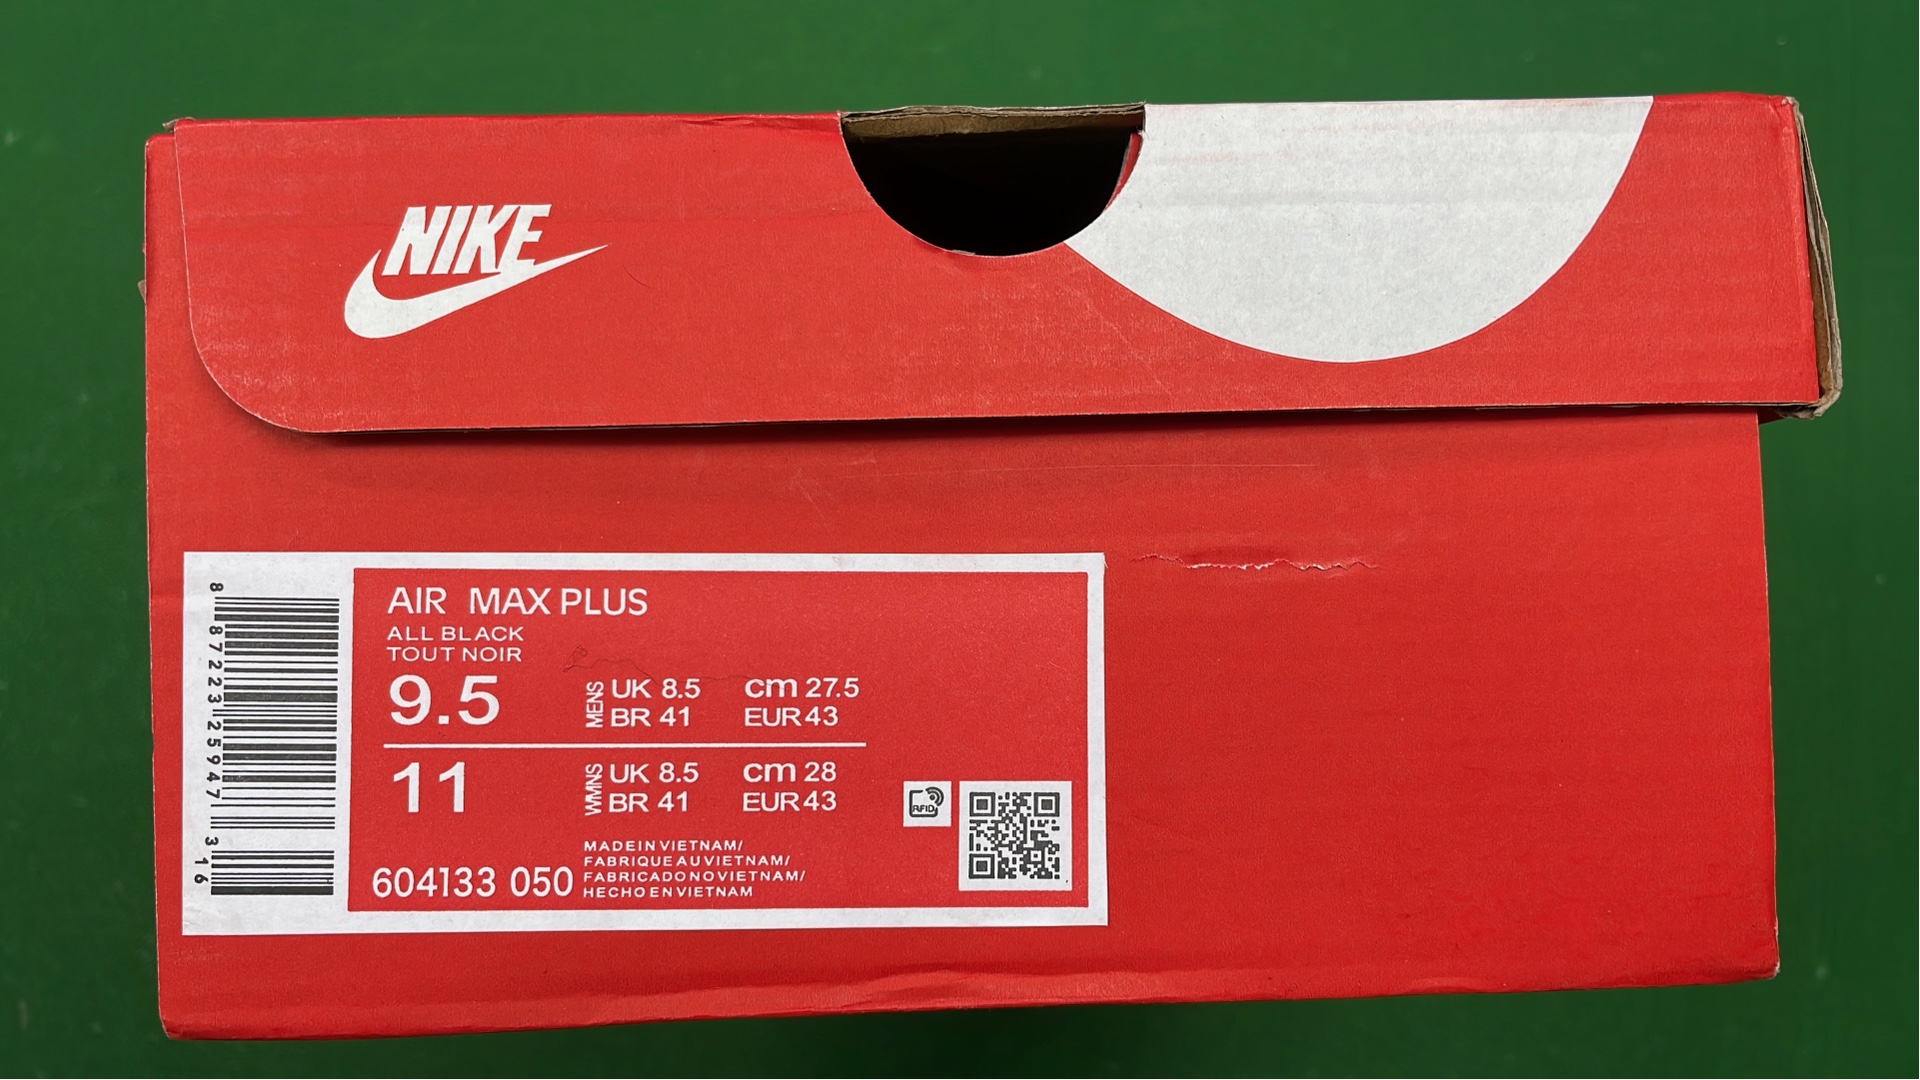 NIKE
8 87223 25947 3 16
AIR MAX PLUS
ALL BLACK
TOUT NOIR
9.5
MENS
UK 8.5 cm 27.5
BR 41 EUR 43
11
WMNS
UK 8.5 cm 28
BR 41 EUR 43
RFID
604133 050
MADE IN VIETNAM/
FABRIQUE AU VIETNAM/
FABRICADO NO VIETNAM/
HECHO EN VIETNAM